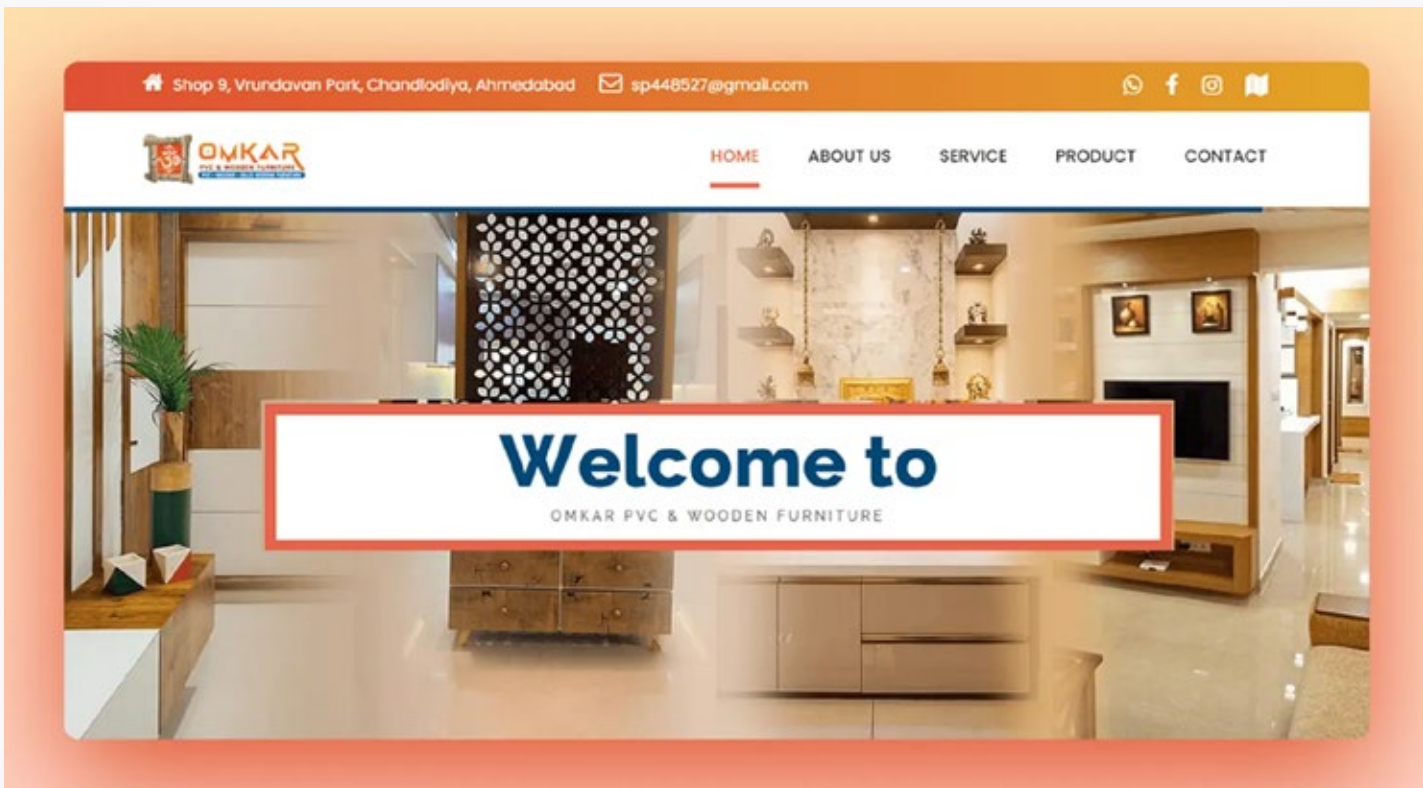 Shop 9, Vrundavan Park, Chandlodiya, Ahmedabad sp448527@gmail.com
OMKAR
PVC & WOODEN FURNITURE
HOME ABOUT US SERVICE PRODUCT CONTACT
Welcome to
OMKAR PVC & WOODEN FURNITURE